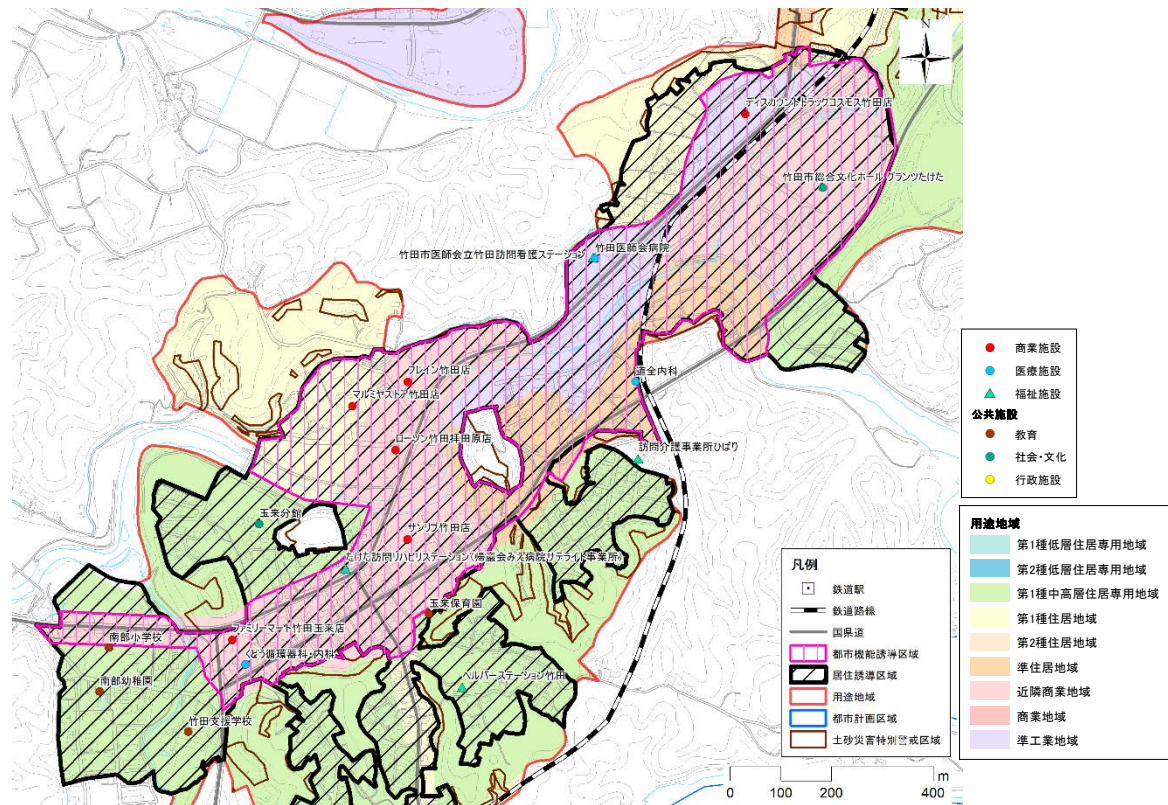 N
ディスカウントドラッグコスモス竹田店
竹田市総合文化ホール グランツたけた
竹田医師会病院
竹田市医師会立竹田訪問看護ステーション
道全内科
フレイン竹田店
マルミヤストア竹田店
ローソン竹田拝田原店
訪問介護事業所ひばり
玉来分館
サンリブ竹田店
たけた訪問リハビリステーション(帰巖会みえ病院サテライト事業所)
玉来保育園
ファミリーマート竹田玉来店
南部小学校
くどう循環器科・内科
南部幼稚園
ヘルパーステーション竹田
竹田支援学校
商業施設
医療施設
福祉施設
公共施設
教育
社会・文化
行政施設
用途地域
第1種低層住居専用地域
第2種低層住居専用地域
第1種中高層住居専用地域
第1種住居地域
第2種住居地域
準住居地域
近隣商業地域
商業地域
準工業地域
凡例
鉄道駅
鉄道路線
国県道
都市機能誘導区域
居住誘導区域
用途地域
都市計画区域
土砂災害特別警戒区域
m
0 100 200 400